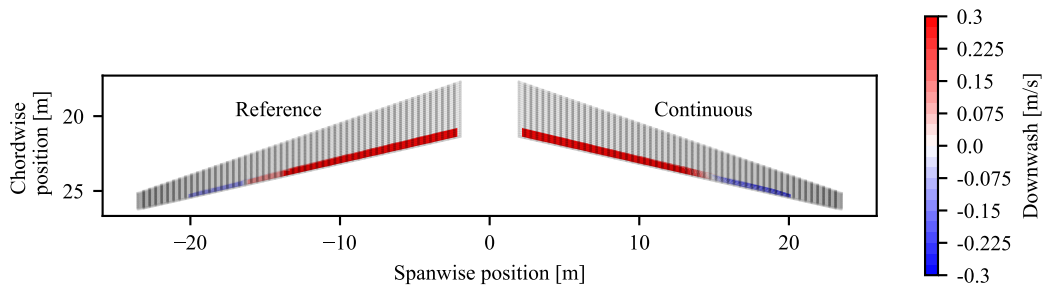 Reference
Continuous
Chordwise
position [m]
20
25
−20
−10
0
10
20
Spanwise position [m]
0.3
0.225
0.15
0.075
0.0
-0.075
-0.15
-0.225
-0.3
Downwash [m/s]